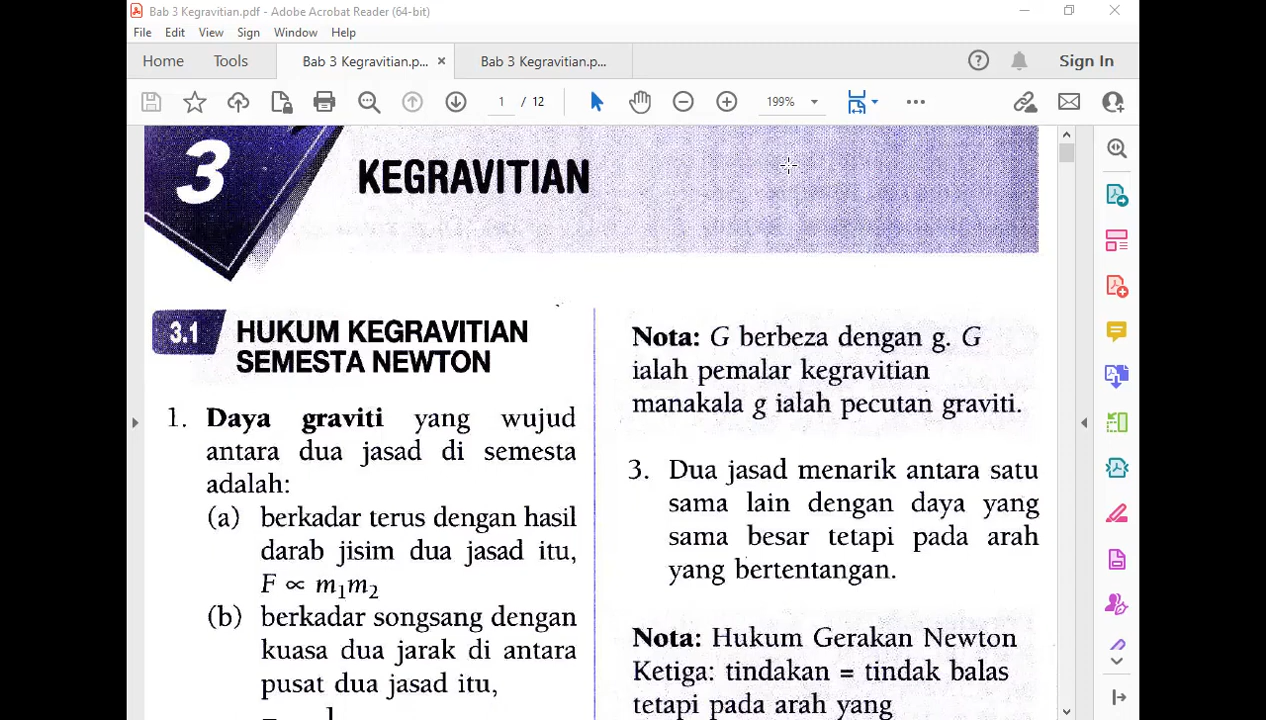 Bab 3 Kegravitian.pdf - Adobe Acrobat Reader (64-bit)
File Edit View Sign Window Help
Home Tools Bab 3 Kegravitian.p... × Bab 3 Kegravitian.p... Sign In
1 / 12 199%
3 KEGRAVITIAN
3.1 HUKUM KEGRAVITIAN
SEMESTA NEWTON
1. Daya graviti yang wujud
antara dua jasad di semesta
adalah:
(a) berkadar terus dengan hasil
darab jisim dua jasad itu,
F ∝ m₁m₂
(b) berkadar songsang dengan
kuasa dua jarak di antara
pusat dua jasad itu,
Nota: G berbeza dengan g. G
ialah pemalar kegravitian
manakala g ialah pecutan graviti.
3. Dua jasad menarik antara satu
sama lain dengan daya yang
sama besar tetapi pada arah
yang bertentangan.
Nota: Hukum Gerakan Newton
Ketiga: tindakan = tindak balas
tetapi pada arah yang